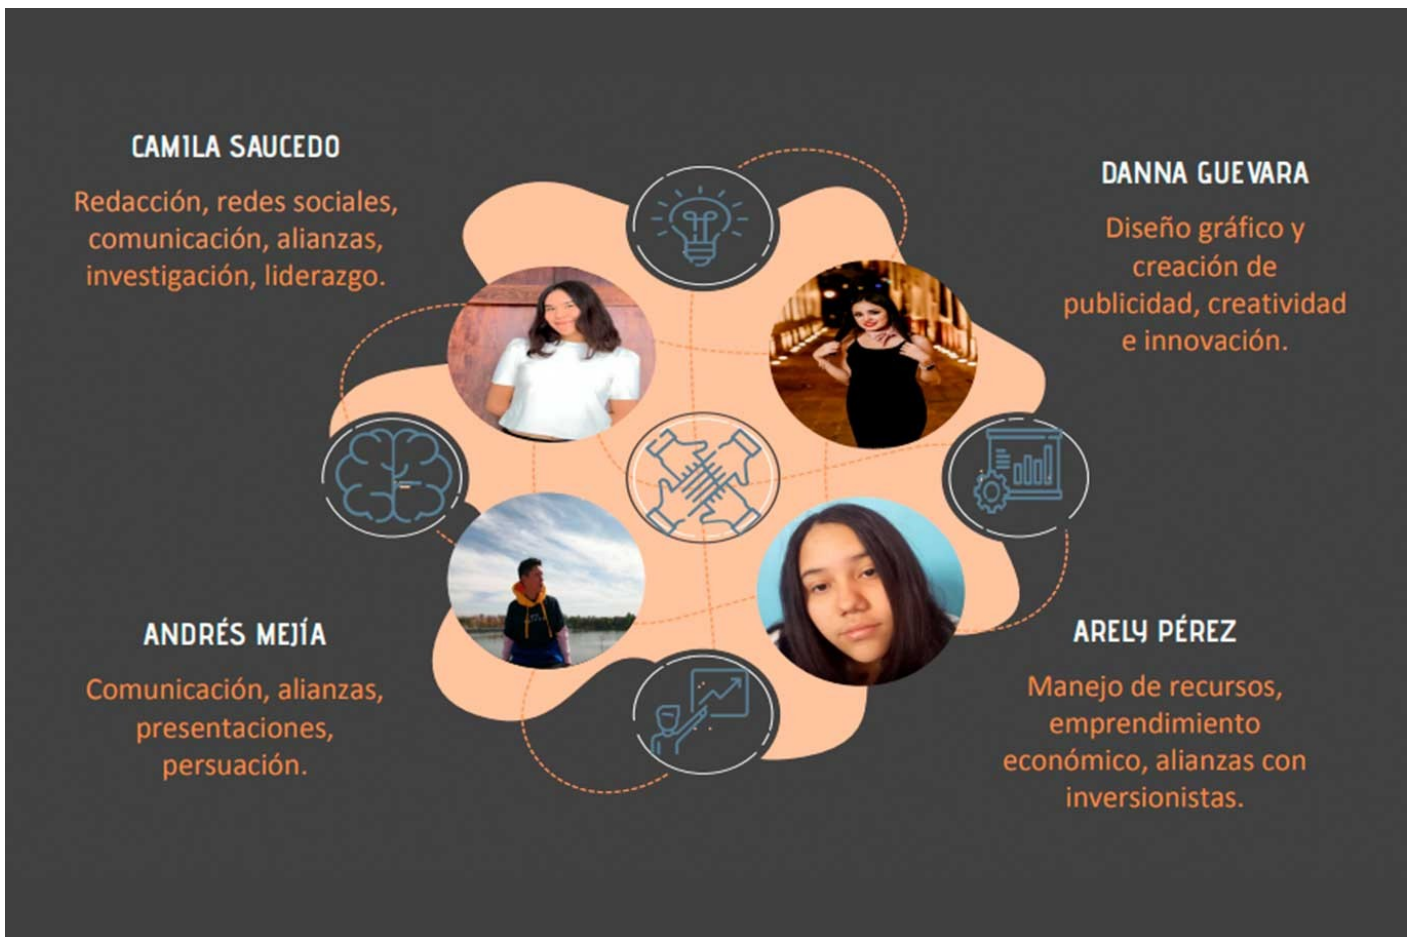 CAMILA SAUCEDO
Redacción, redes sociales,
comunicación, alianzas,
investigación, liderazgo.
DANNA GUEVARA
Diseño gráfico y
creación de
publicidad, creatividad
e innovación.
ANDRÉS MEJÍA
Comunicación, alianzas,
presentaciones,
persuación.
ARELY PÉREZ
Manejo de recursos,
emprendimiento
económico, alianzas con
inversionistas.